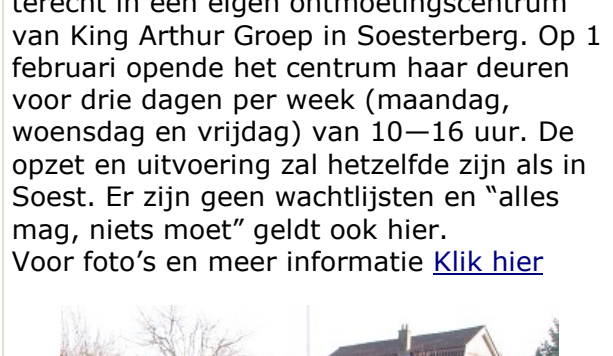 terecht in een eigen ontmoetingscentrum
van King Arthur Groep in Soesterberg. Op 1
februari opende het centrum haar deuren
voor drie dagen per week (maandag,
woensdag en vrijdag) van 10—16 uur. De
opzet en uitvoering zal hetzelfde zijn als in
Soest. Er zijn geen wachtlijsten en “alles
mag, niets moet” geldt ook hier.
Voor foto’s en meer informatie Klik hier